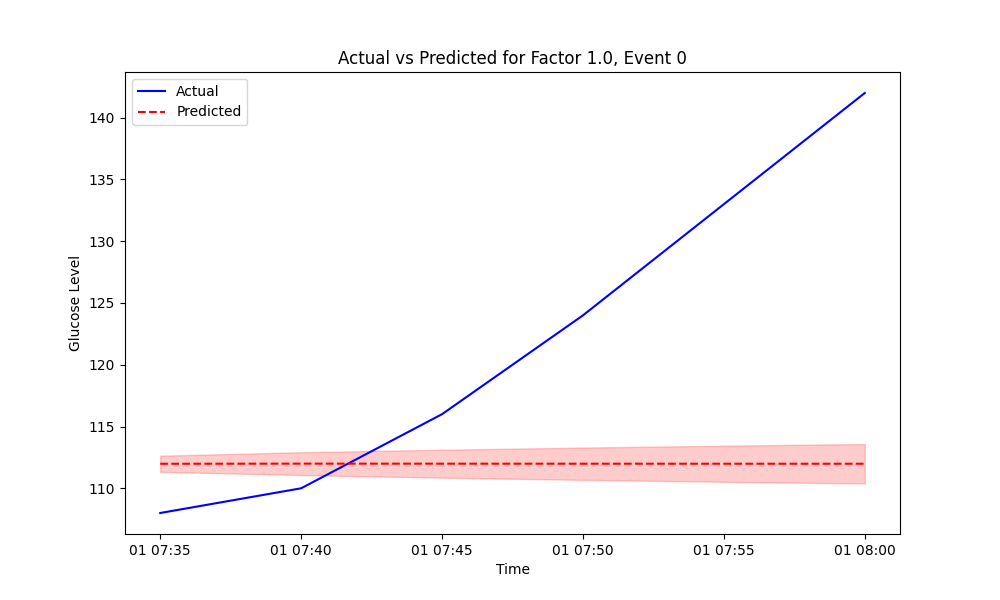 Actual vs Predicted for Factor 1.0, Event 0
Actual
Predicted
Glucose Level
140
135
130
125
120
115
110
01 07:35 01 07:40 01 07:45 01 07:50 01 07:55 01 08:00
Time